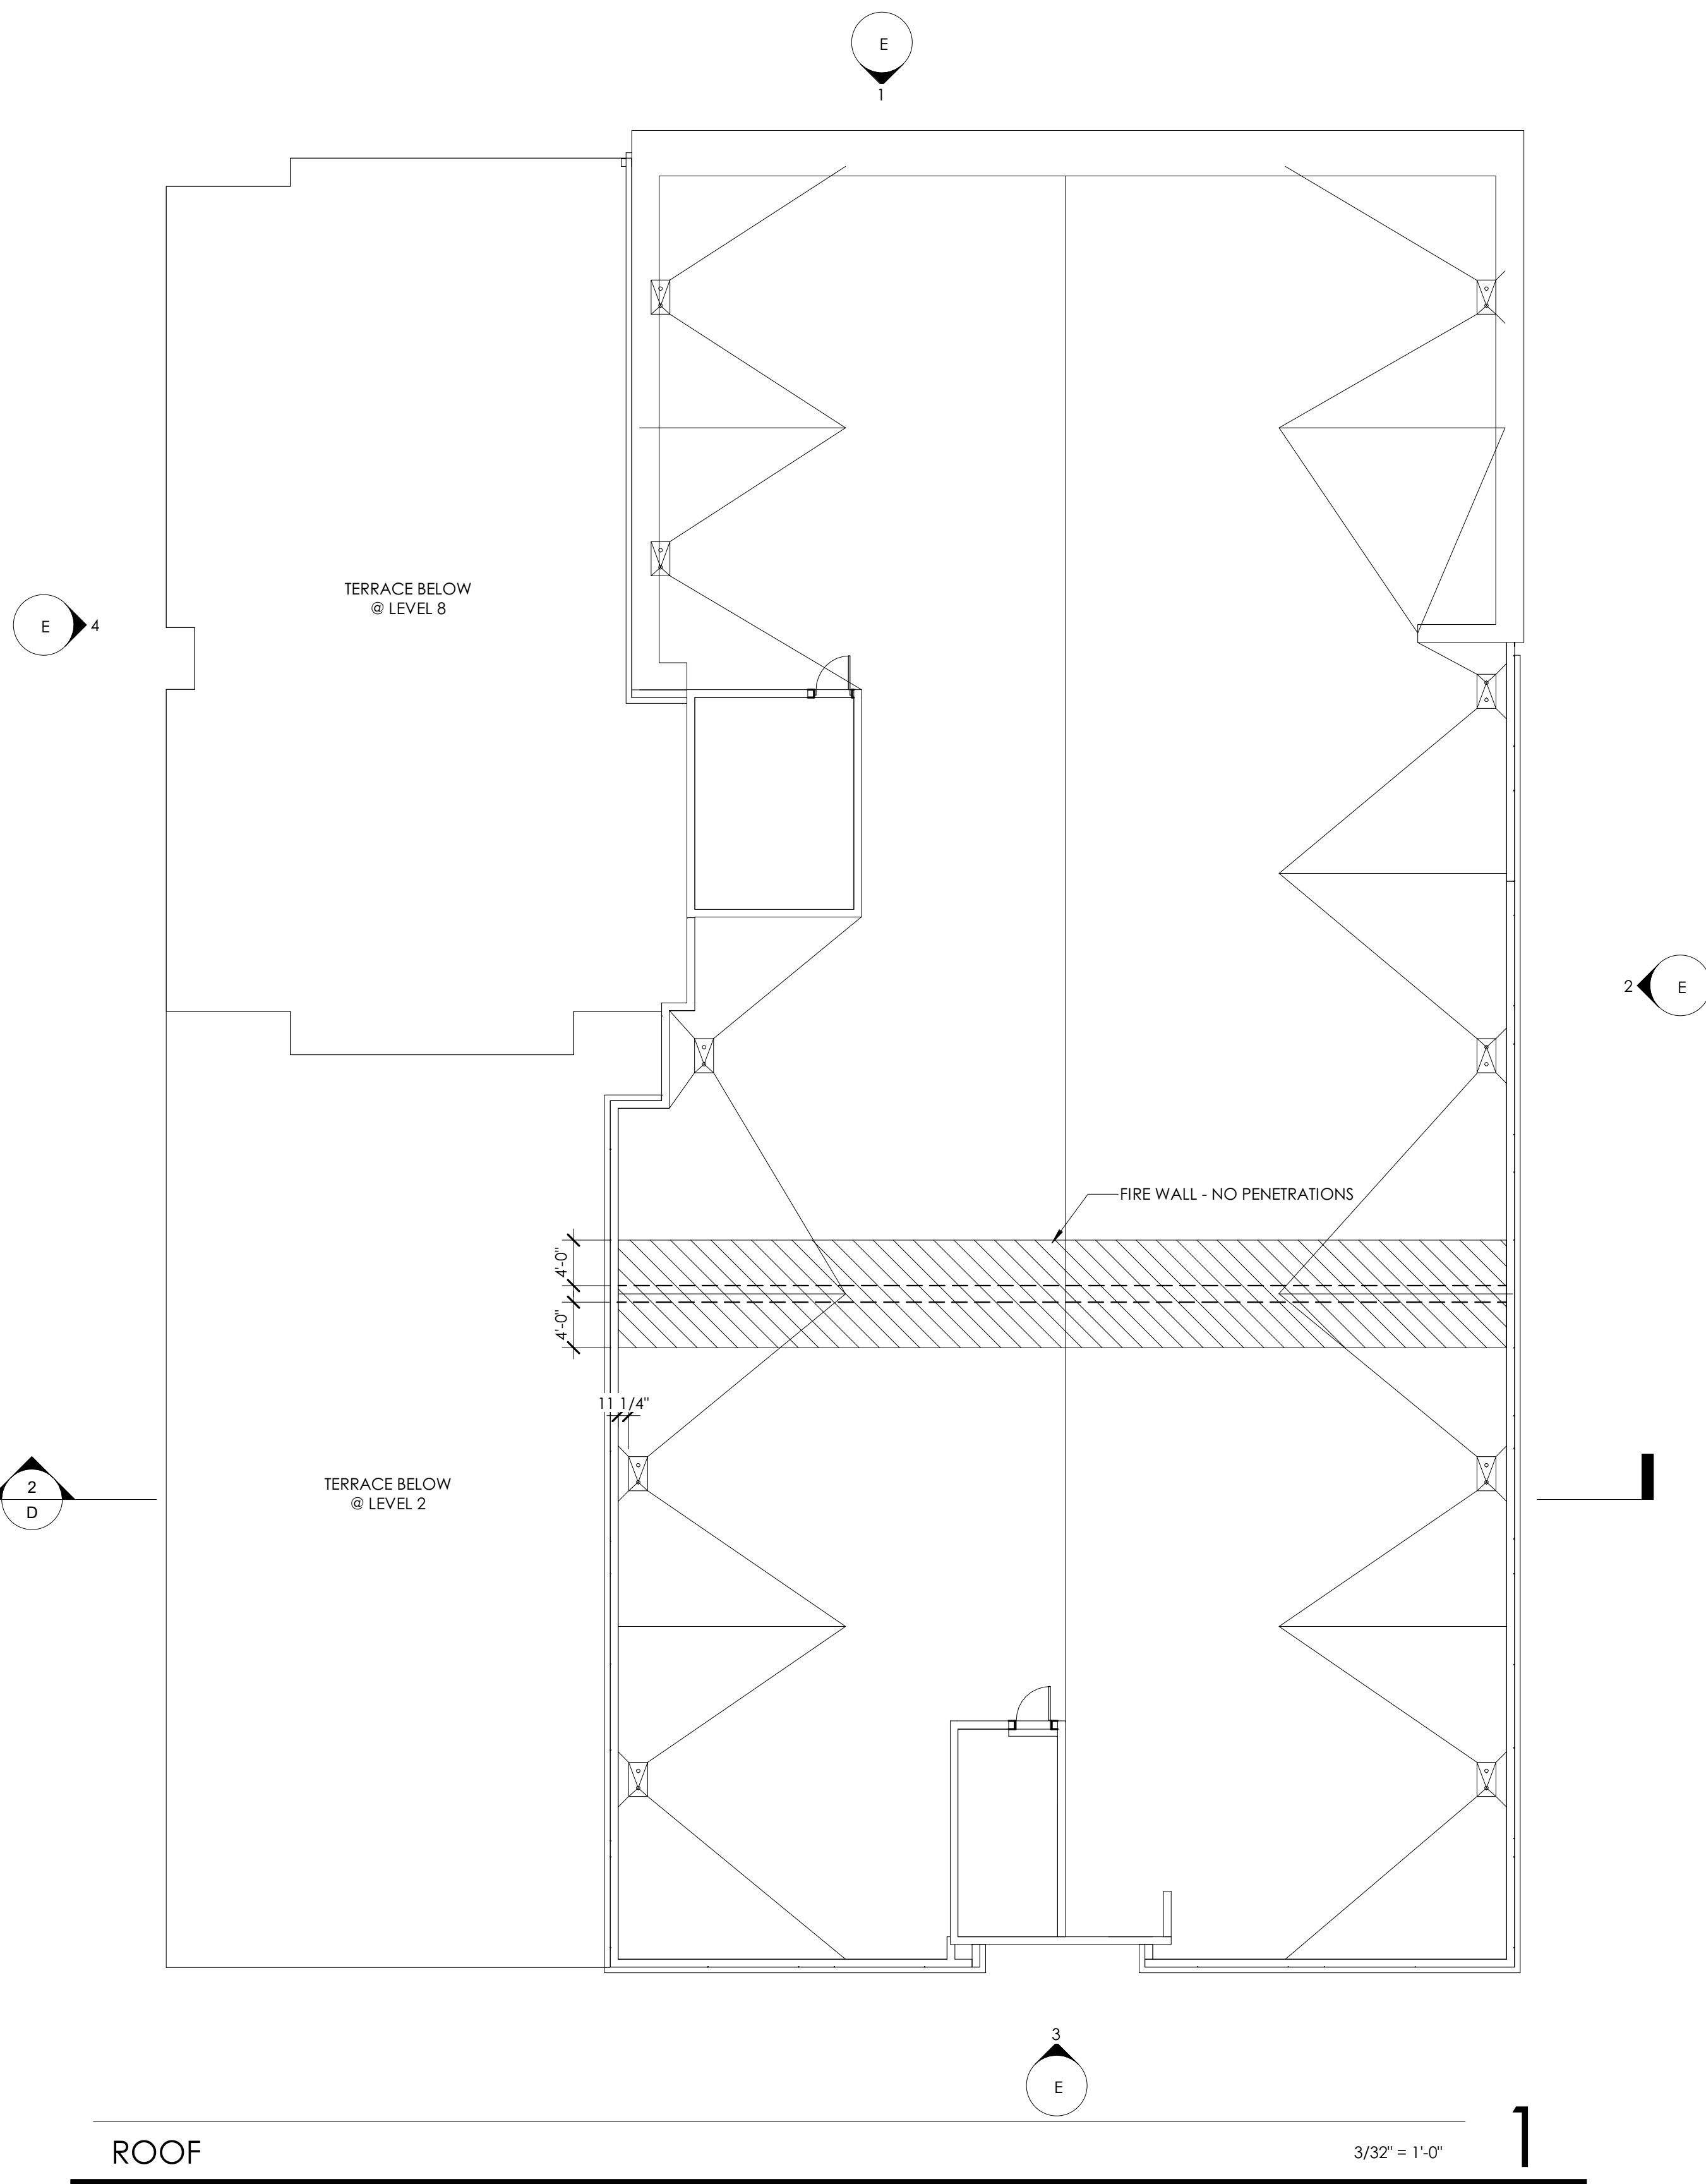 E
1
TERRACE BELOW
@ LEVEL 8
E
4
2
E
FIRE WALL - NO PENETRATIONS
4'-0"
4'-0"
11 1/4"
2
D
TERRACE BELOW
@ LEVEL 2
3
E
ROOF
3/32" = 1'-0"
1